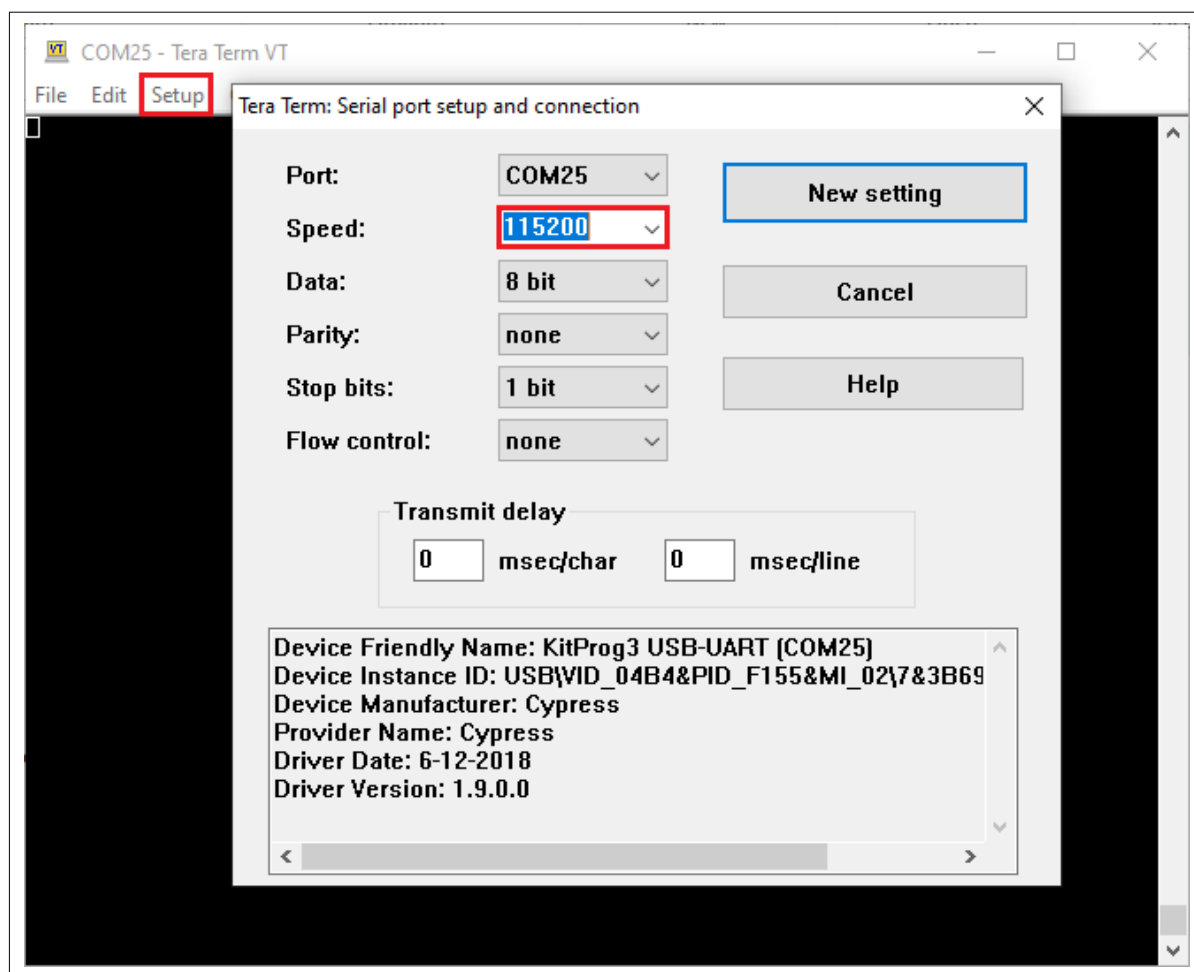 COM25 - Tera Term VT
File Edit Setup
Tera Term: Serial port setup and connection
Port: COM25
New setting
Speed: 115200
Data: 8 bit
Cancel
Parity: none
Stop bits: 1 bit
Help
Flow control: none
Transmit delay
0 msec/char 0 msec/line
Device Friendly Name: KitProg3 USB-UART (COM25)
Device Instance ID: USB\VID_04B4&PID_F155&MI_02\7&3B69
Device Manufacturer: Cypress
Provider Name: Cypress
Driver Date: 6-12-2018
Driver Version: 1.9.0.0